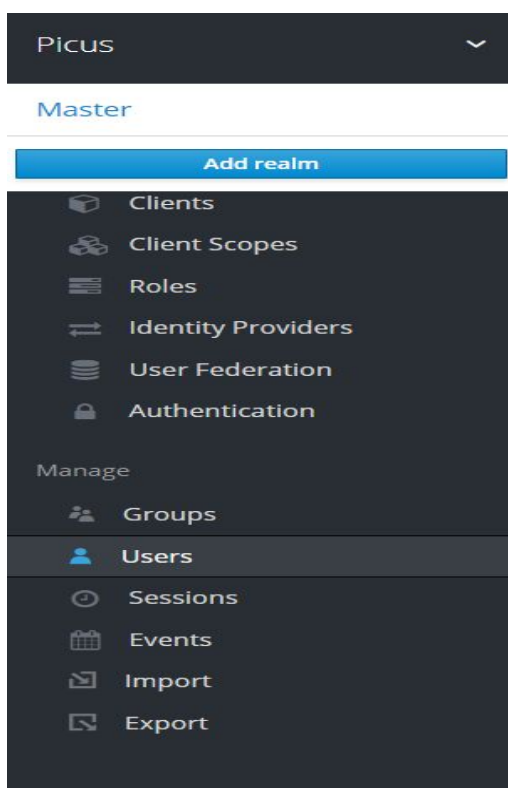 Picus
Master
Add realm
Clients
Client Scopes
Roles
Identity Providers
User Federation
Authentication
Manage
Groups
Users
Sessions
Events
Import
Export